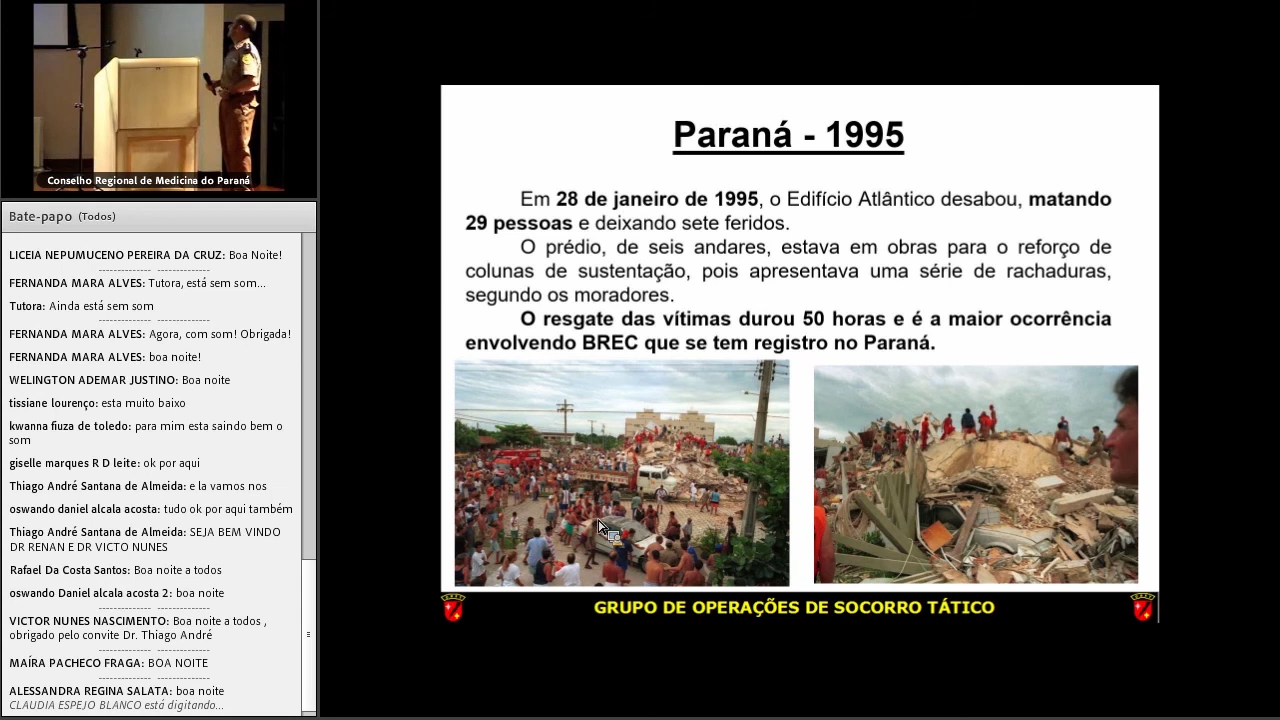 Conselho Regional de Medicina do Paraná
Bate-papo (Todos)
LICEIA NEPUMUCENO PEREIRA DA CRUZ: Boa Noite!
-------------- --------------
FERNANDA MARA ALVES: Tutora, está sem som...
Tutora: Ainda está sem som
-------------- --------------
FERNANDA MARA ALVES: Agora, com som! Obrigada!
FERNANDA MARA ALVES: boa noite!
WELINGTON ADEMAR JUSTINO: Boa noite
tissiane lourenço: esta muito baixo
kwanna fiuza de toledo: para mim esta saindo bem o
som
giselle marques R D leite: ok por aqui
Thiago André Santana de Almeida: e la vamos nos
oswando daniel alcala acosta: tudo ok por aqui também
Thiago André Santana de Almeida: SEJA BEM VINDO
DR RENAN E DR VICTO NUNES
Rafael Da Costa Santos: Boa noite a todos
oswando Daniel alcala acosta 2: boa noite
-------------- --------------
VICTOR NUNES NASCIMENTO: Boa noite a todos ,
obrigado pelo convite Dr. Thiago André
-------------- --------------
MAÍRA PACHECO FRAGA: BOA NOITE
-------------- --------------
ALESSANDRA REGINA SALATA: boa noite
CLAUDIA ESPEJO BLANCO está digitando...
Paraná - 1995
Em 28 de janeiro de 1995, o Edifício Atlântico desabou, matando
29 pessoas e deixando sete feridos.
O prédio, de seis andares, estava em obras para o reforço de
colunas de sustentação, pois apresentava uma série de rachaduras,
segundo os moradores.
O resgate das vítimas durou 50 horas e é a maior ocorrência
envolvendo BREC que se tem registro no Paraná.
GRUPO DE OPERAÇÕES DE SOCORRO TÁTICO